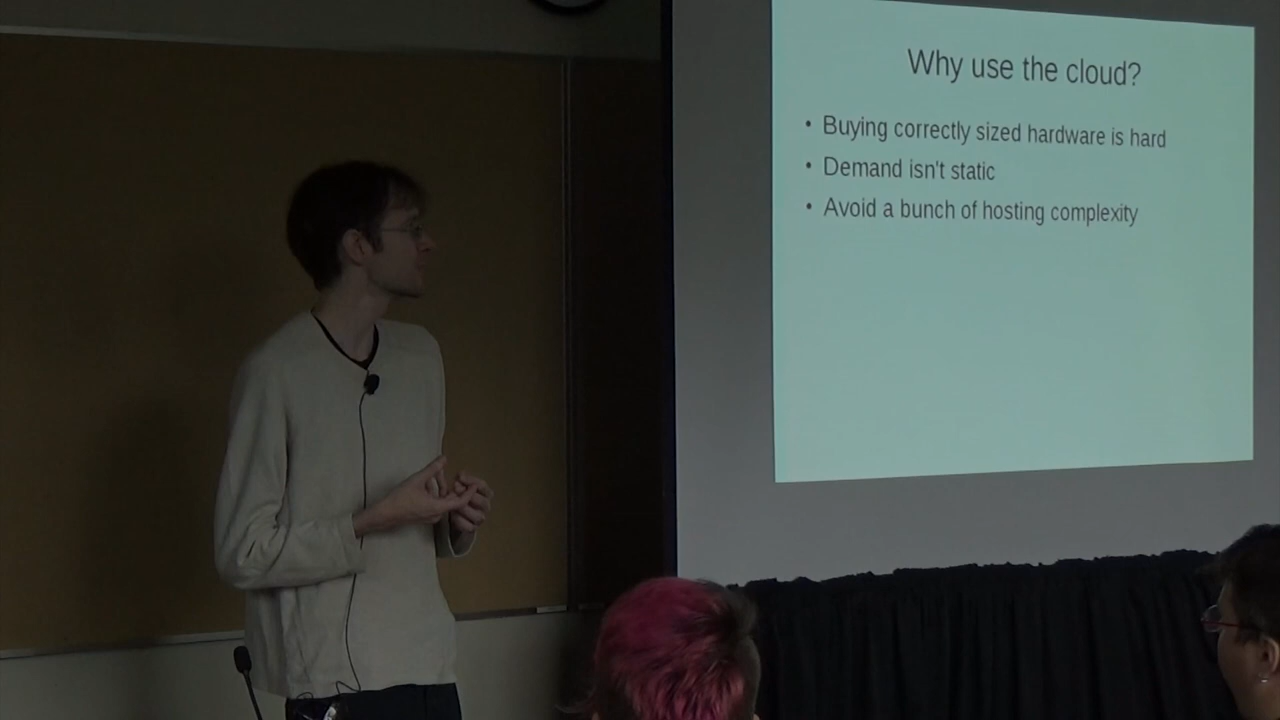 Why use the cloud?
• Buying correctly sized hardware is hard
• Demand isn't static
• Avoid a bunch of hosting complexity